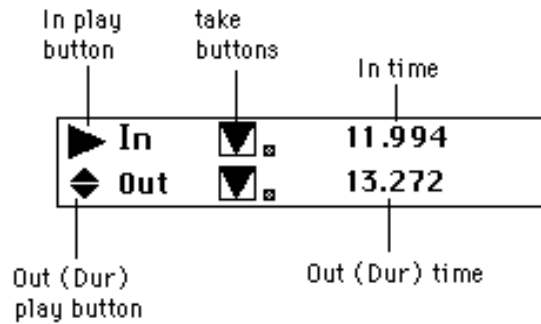 In play
button
take
buttons
In time
In
11.994
Out
13.272
Out (Dur)
play button
Out (Dur) time